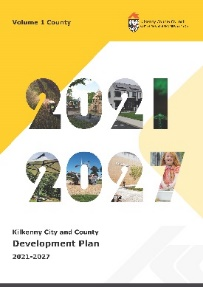 Volume 1 County
2021
2027
Kilkenny City and County
Development Plan
2021-2027